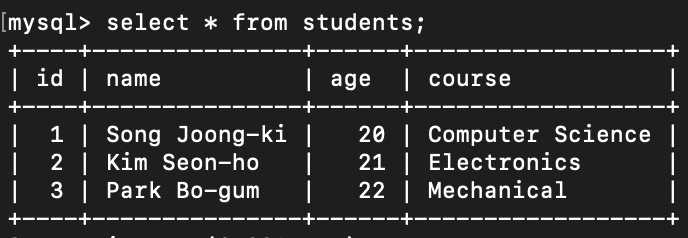 [mysql> select * from students;
+----+----------------+------+------------------+
| id | name           | age  | course           |
+----+----------------+------+------------------+
|  1 | Song Joong-ki  |   20 | Computer Science |
|  2 | Kim Seon-ho    |   21 | Electronics      |
|  3 | Park Bo-gum    |   22 | Mechanical       |
+----+----------------+------+------------------+